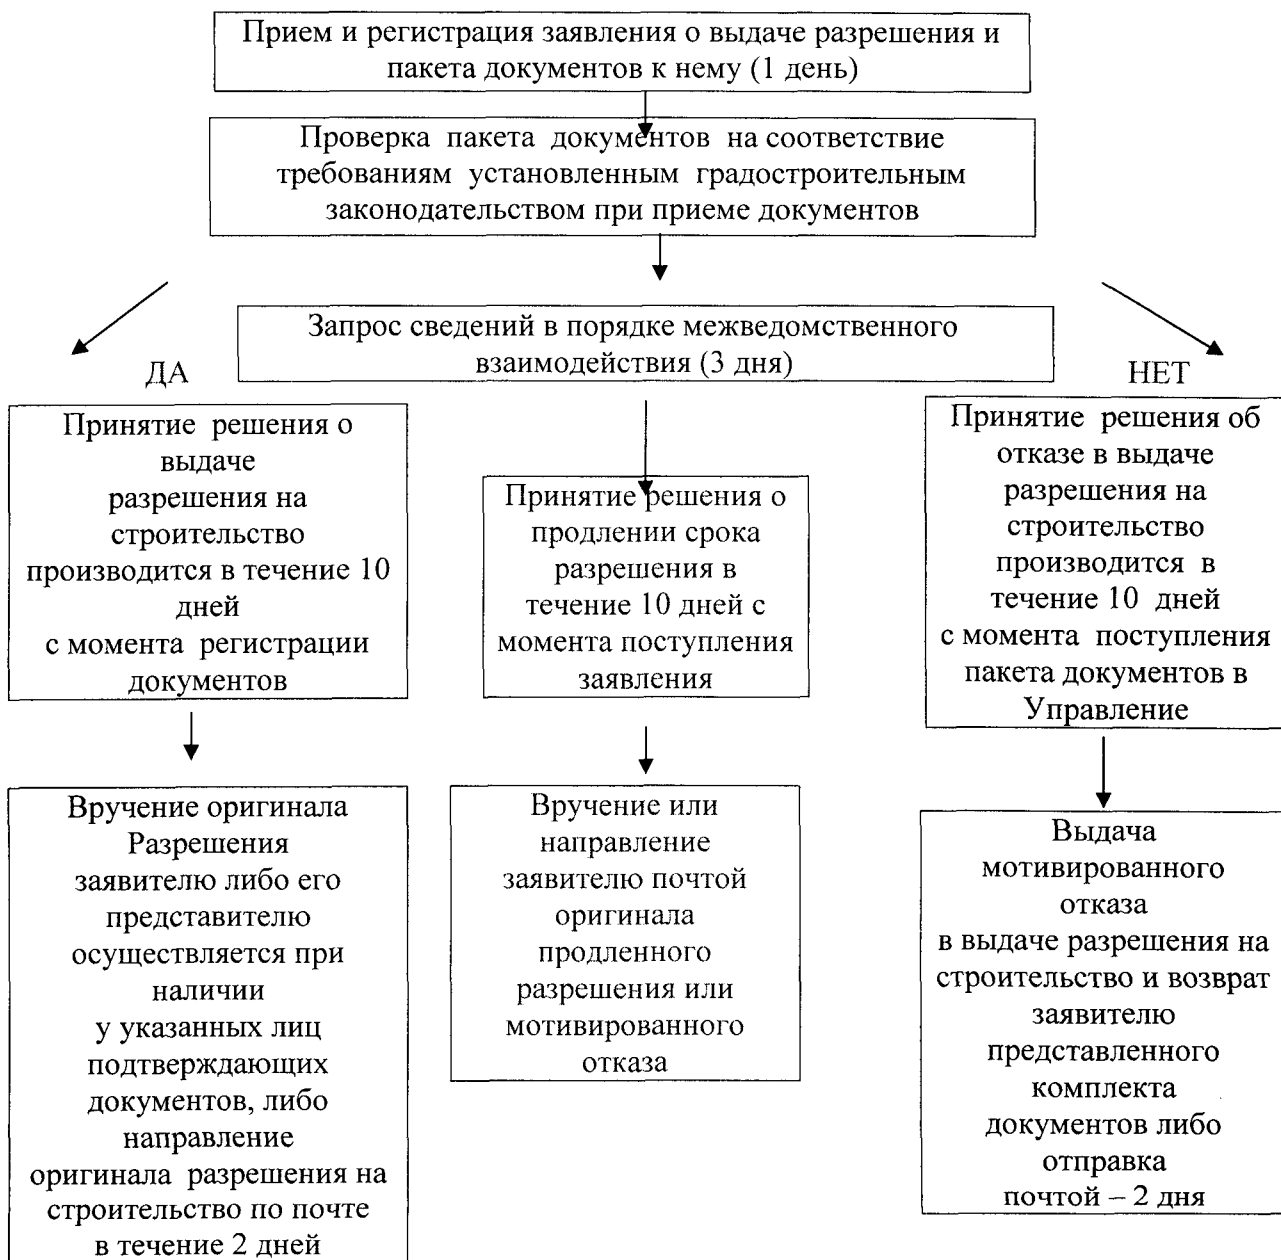 Прием и регистрация заявления о выдаче разрешения и
пакета документов к нему (1 день)
Проверка пакета документов на соответствие
требованиям установленным градостроительным
законодательством при приеме документов
Запрос сведений в порядке межведомственного
взаимодействия (3 дня)
ДА
НЕТ
Принятие решения о
выдаче
разрешения на
строительство
производится в течение 10
дней
с момента регистрации
документов
Принятие решения о
продлении срока
разрешения в
течение 10 дней с
момента поступления
заявления
Принятие решения об
отказе в выдаче
разрешения на
строительство
производится в
течение 10 дней
с момента поступления
пакета документов в
Управление
Вручение оригинала
Разрешения
заявителю либо его
представителю
осуществляется при
наличии
у указанных лиц
подтверждающих
документов, либо
направление
оригинала разрешения на
строительство по почте
в течение 2 дней
Вручение или
направление
заявителю почтой
оригинала
продленного
разрешения или
мотивированного
отказа
Выдача
мотивированного
отказа
в выдаче разрешения на
строительство и возврат
заявителю
представленного
комплекта
документов либо
отправка
почтой – 2 дня